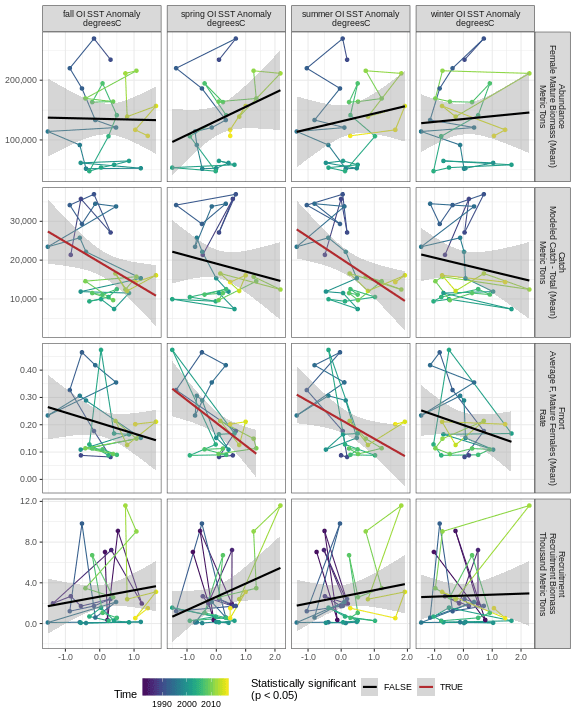 fall OI SST Anomaly
degreesC
spring OI SST Anomaly
degreesC
summer OI SST Anomaly
degreesC
winter OI SST Anomaly
degreesC
200,000
100,000
Abundance
Female Mature Biomass (Mean)
Metric Tons
30,000
20,000
10,000
Catch
Modeled Catch - Total (Mean)
Metric Tons
0.40
0.30
0.20
0.10
0.00
Fmort
Average F, Mature Females (Mean)
Rate
12.0
8.0
4.0
0.0
Recruitment
Recruitment Biomass
Thousand Metric Tons
-1.0 0.0 1.0
-1.0 0.0 1.0 2.0
-1.0 0.0 1.0 2.0
-1.0 0.0 1.0 2.0
Time
1990 2000 2010
Statistically significant
(p < 0.05)
FALSE
TRUE